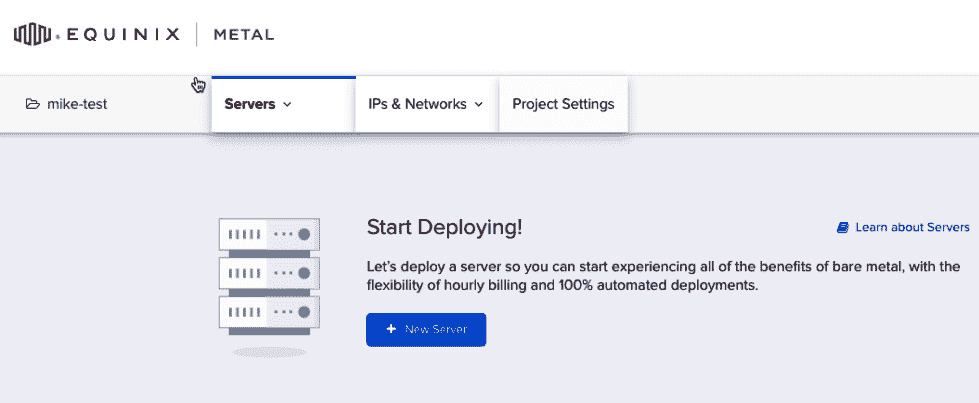 EQUINIX METAL
mike-test Servers IPs & Networks Project Settings
Start Deploying!
Learn about Servers
Let's deploy a server so you can start experiencing all of the benefits of bare metal, with the
flexibility of hourly billing and 100% automated deployments.
+ New Server